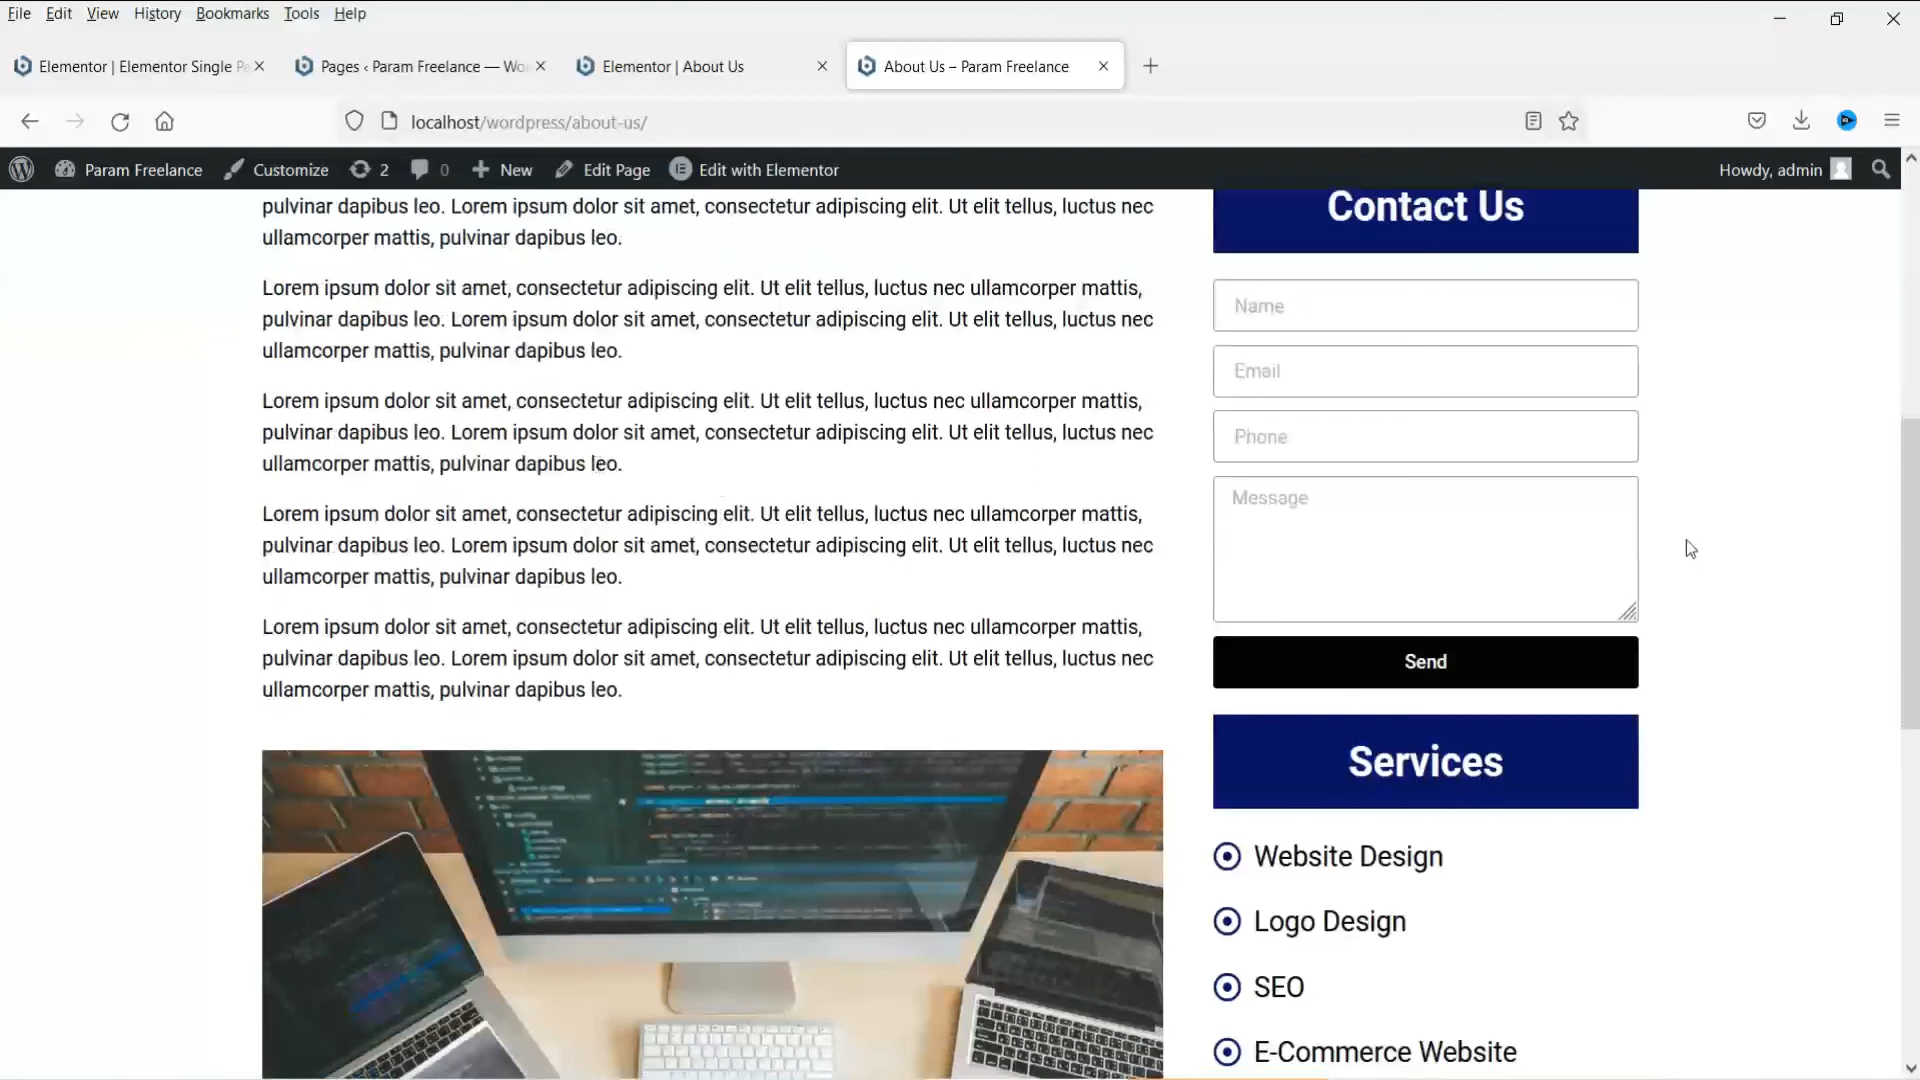 File Edit View History Bookmarks Tools Help
Elementor | Elementor Single Pa
Pages ‹ Param Freelance — Wo
Elementor | About Us
About Us – Param Freelance
localhost/wordpress/about-us/
Param Freelance
Customize
2
0
New
Edit Page
Edit with Elementor
Howdy, admin
pulvinar dapibus leo. Lorem ipsum dolor sit amet, consectetur adipiscing elit. Ut elit tellus, luctus nec
ullamcorper mattis, pulvinar dapibus leo.
Lorem ipsum dolor sit amet, consectetur adipiscing elit. Ut elit tellus, luctus nec ullamcorper mattis,
pulvinar dapibus leo. Lorem ipsum dolor sit amet, consectetur adipiscing elit. Ut elit tellus, luctus nec
ullamcorper mattis, pulvinar dapibus leo.
Lorem ipsum dolor sit amet, consectetur adipiscing elit. Ut elit tellus, luctus nec ullamcorper mattis,
pulvinar dapibus leo. Lorem ipsum dolor sit amet, consectetur adipiscing elit. Ut elit tellus, luctus nec
ullamcorper mattis, pulvinar dapibus leo.
Lorem ipsum dolor sit amet, consectetur adipiscing elit. Ut elit tellus, luctus nec ullamcorper mattis,
pulvinar dapibus leo. Lorem ipsum dolor sit amet, consectetur adipiscing elit. Ut elit tellus, luctus nec
ullamcorper mattis, pulvinar dapibus leo.
Lorem ipsum dolor sit amet, consectetur adipiscing elit. Ut elit tellus, luctus nec ullamcorper mattis,
pulvinar dapibus leo. Lorem ipsum dolor sit amet, consectetur adipiscing elit. Ut elit tellus, luctus nec
ullamcorper mattis, pulvinar dapibus leo.
Contact Us
Name
Email
Phone
Message
Send
Services
Website Design
Logo Design
SEO
E-Commerce Website